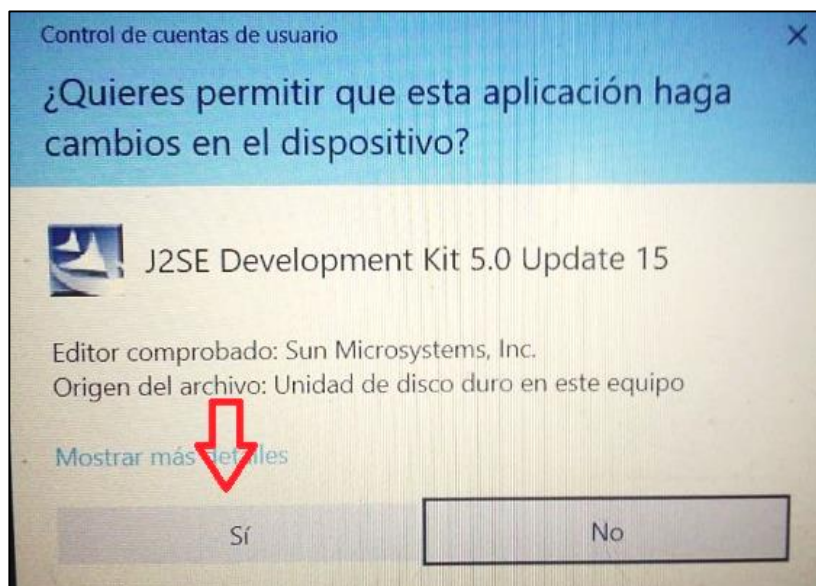 Control de cuentas de usuario
¿Quieres permitir que esta aplicación haga
cambios en el dispositivo?
J2SE Development Kit 5.0 Update 15
Editor comprobado: Sun Microsystems, Inc.
Origen del archivo: Unidad de disco duro en este equipo
Mostrar más detalles
Sí
No